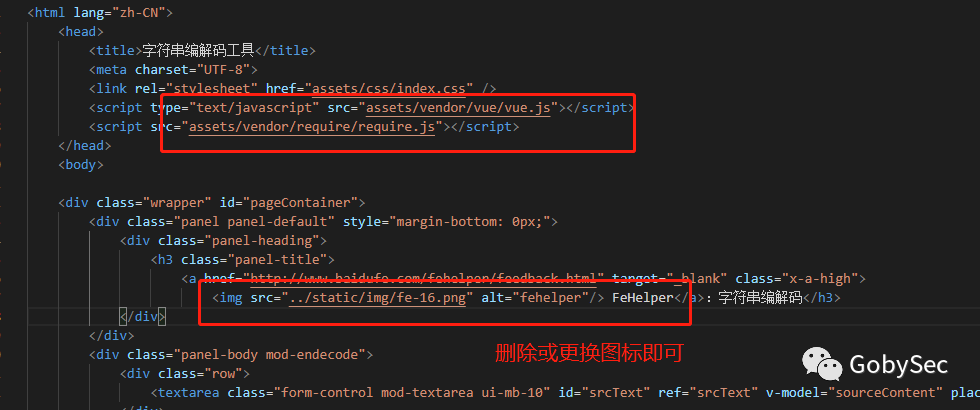 <html lang="zh-CN">
<head>
<title>字符串编解码工具</title>
<meta charset="UTF-8">
<link rel="stylesheet" href="assets/css/index.css" />
<script type="text/javascript" src="assets/vendor/vue/vue.js"></script>
<script src="assets/vendor/require/require.js"></script>
</head>
<body>
<div class="wrapper" id="pageContainer">
<div class="panel panel-default" style="margin-bottom: 0px;">
<div class="panel-heading">
<h3 class="panel-title">
<a href="http://www.baidufe.com/fehelper/feedback.html" target="_blank" class="x-a-high">
<img src="../static/img/fe-16.png" alt="fehelper"/> FeHelper</a>：字符串编解码</h3>
</div>
</div>
删除或更换图标即可
<div class="panel-body mod-endecode">
GobySec
<div class="row">
<textarea class="form-control mod-textarea ui-mb-10" id="srcText" ref="srcText" v-model="sourceContent" plac